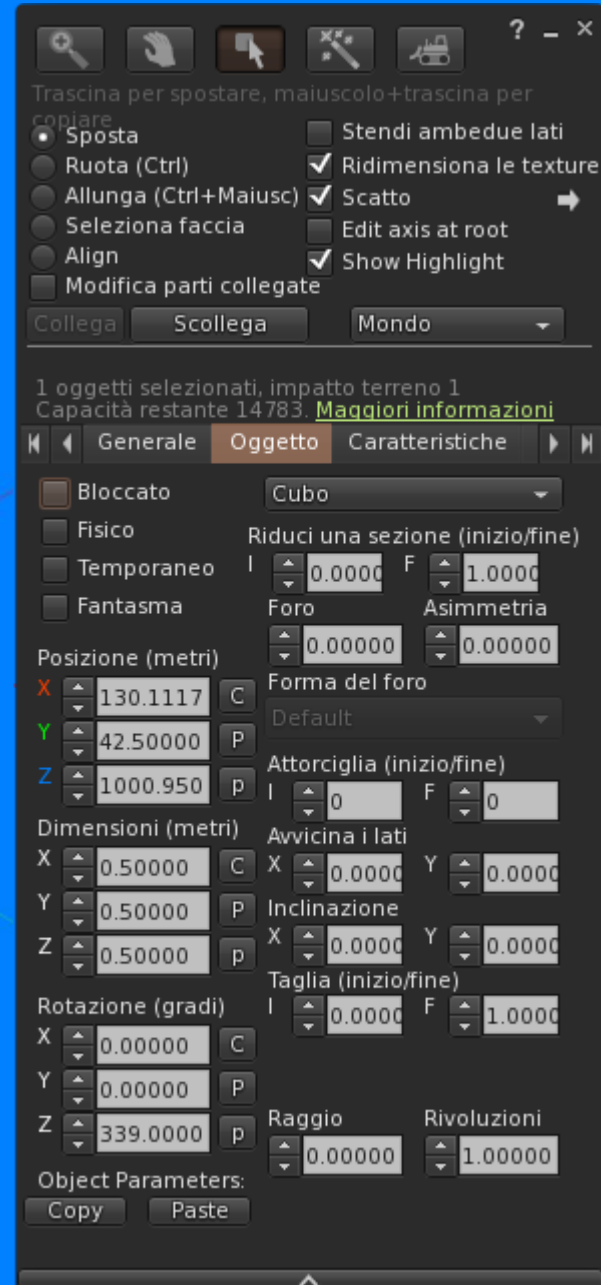 ? _ ×
Trascina per spostare, maiuscolo+trascina per
copiare
Sposta
Stendi ambedue lati
Ruota (Ctrl)
Ridimensiona le texture
Allunga (Ctrl+Maiusc)
Scatto
Seleziona faccia
Edit axis at root
Align
Show Highlight
Modifica parti collegate
Collega Scollega Mondo
1 oggetti selezionati, impatto terreno 1
Capacità restante 14783. Maggiori informazioni
Generale Oggetto Caratteristiche
Bloccato
Cubo
Fisico
Riduci una sezione (inizio/fine)
Temporaneo
I 0.0000 F 1.0000
Fantasma
Foro Asimmetria
0.00000 0.00000
Posizione (metri)
Forma del foro
X 130.1117 C
Default
Y 42.50000 P
Z 1000.950 p
Attorciglia (inizio/fine)
I 0 F 0
Dimensioni (metri)
Avvicina i lati
X 0.50000 C
X 0.0000 Y 0.0000
Y 0.50000 P
Inclinazione
Z 0.50000 p
X 0.0000 Y 0.0000
Taglia (inizio/fine)
Rotazione (gradi)
I 0.0000 F 1.0000
X 0.00000 C
Y 0.00000 P
Z 339.0000 p
Raggio Rivoluzioni
0.00000 1.00000
Object Parameters:
Copy Paste